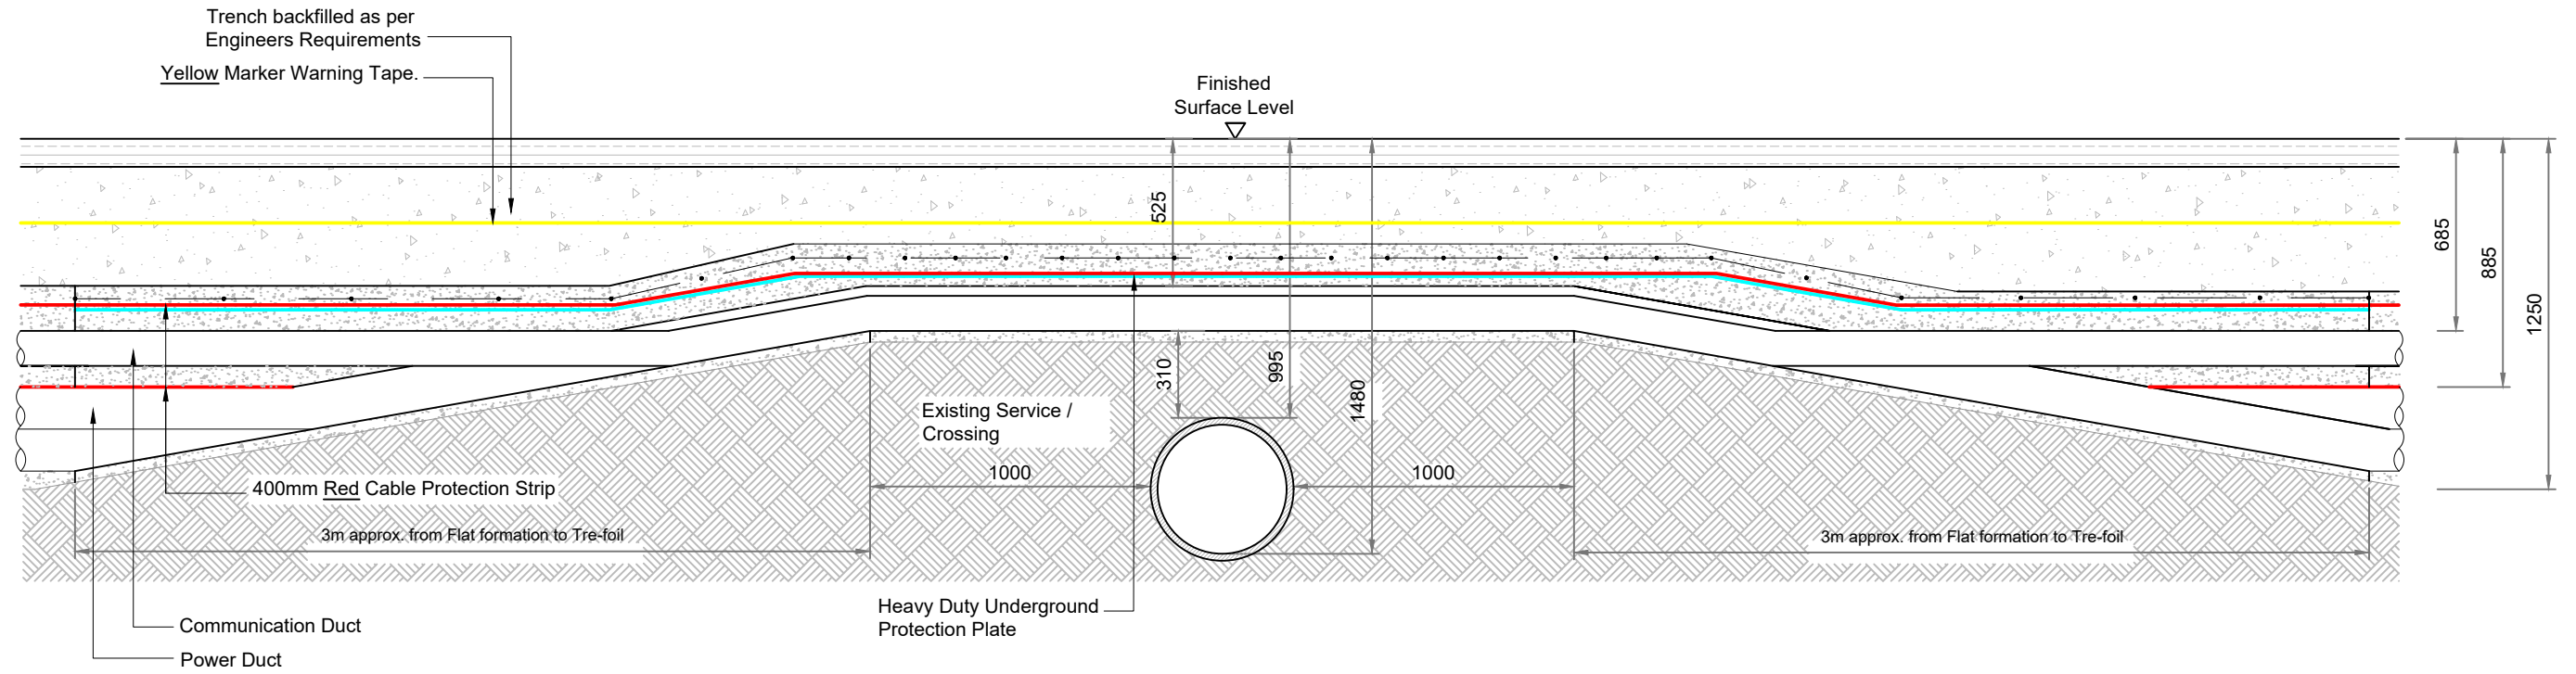 Trench backfilled as per
Engineers Requirements
Yellow Marker Warning Tape.
Finished
Surface Level
525
685
885
1250
310
995
1480
Existing Service /
Crossing
1000
1000
400mm Red Cable Protection Strip
3m approx. from Flat formation to Tre-foil
3m approx. from Flat formation to Tre-foil
Heavy Duty Underground
Protection Plate
Communication Duct
Power Duct